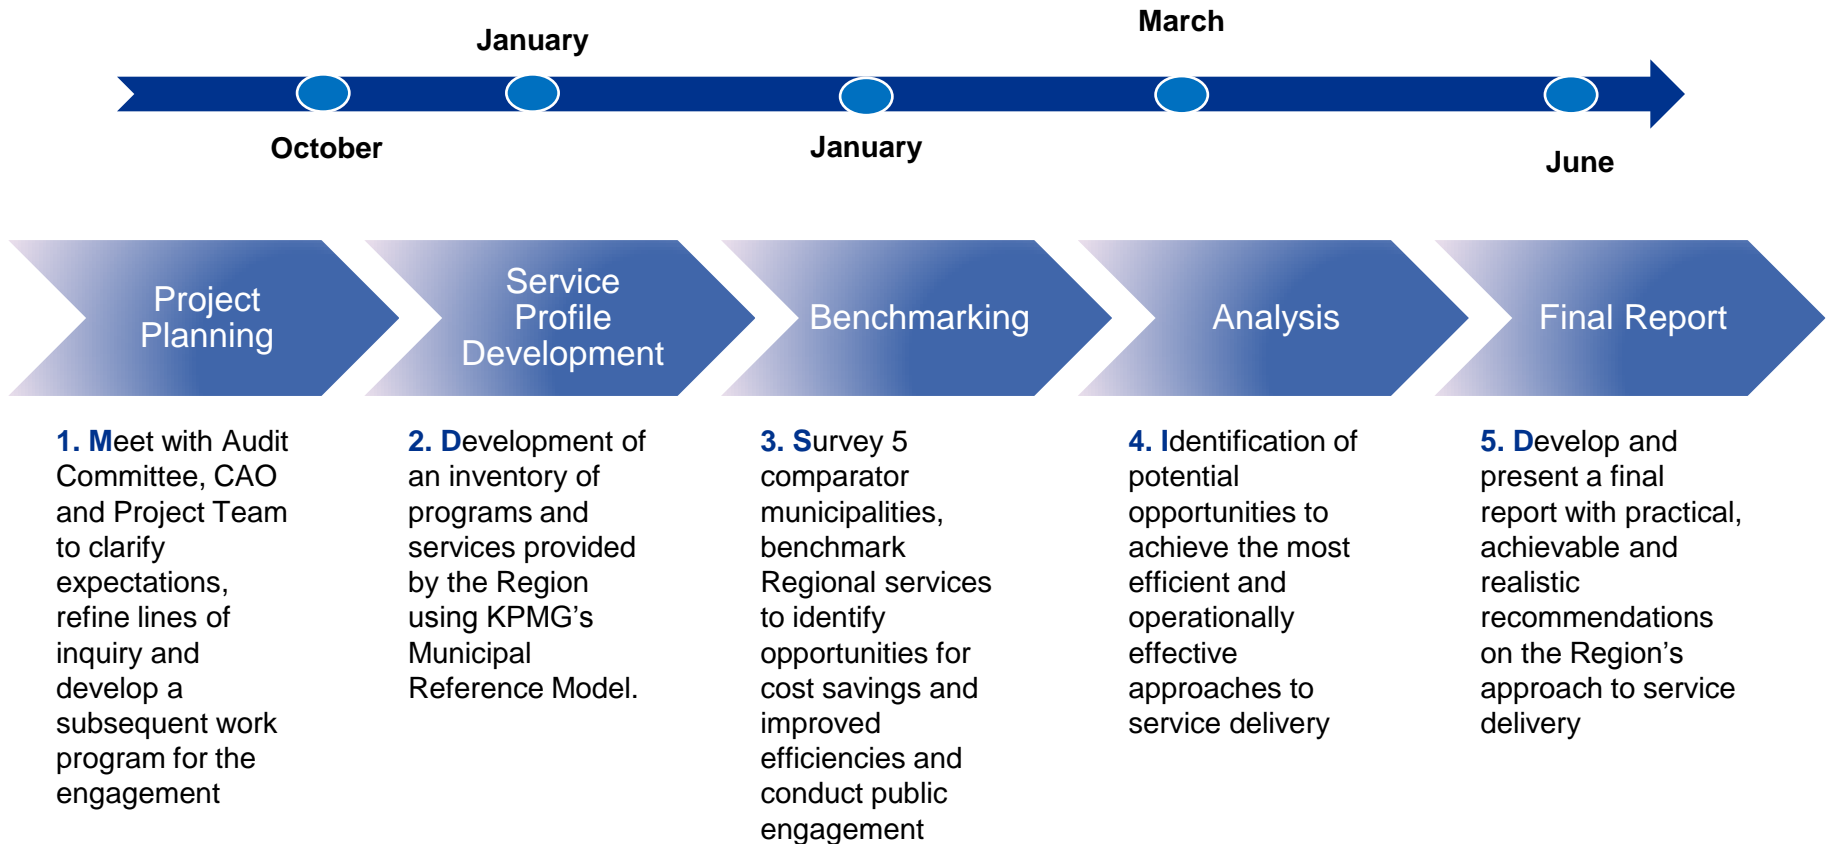 March
January
October
January
June
Project
Planning
Service
Profile
Development
Benchmarking
Analysis
Final Report
1. Meet with Audit
Committee, CAO
and Project Team
to clarify
expectations,
refine lines of
inquiry and
develop a
subsequent work
program for the
engagement
2. Development of
an inventory of
programs and
services provided
by the Region
using KPMG’s
Municipal
Reference Model.
3. Survey 5
comparator
municipalities,
benchmark
Regional services
to identify
opportunities for
cost savings and
improved
efficiencies and
conduct public
engagement
4. Identification of
potential
opportunities to
achieve the most
efficient and
operationally
effective
approaches to
service delivery
5. Develop and
present a final
report with practical,
achievable and
realistic
recommendations
on the Region’s
approach to service
delivery